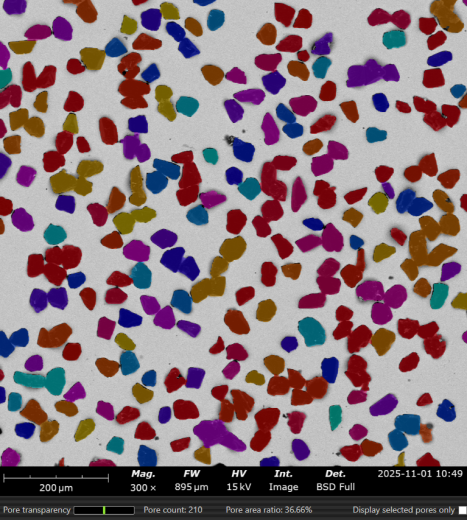 Mag. FW HV Int. Det. 2025-11-01 10:49
200 µm 300 x 895 µm 15 kV Image BSD Full
Pore transparency Pore count: 210 Pore area ratio: 36.66% Display selected pores only